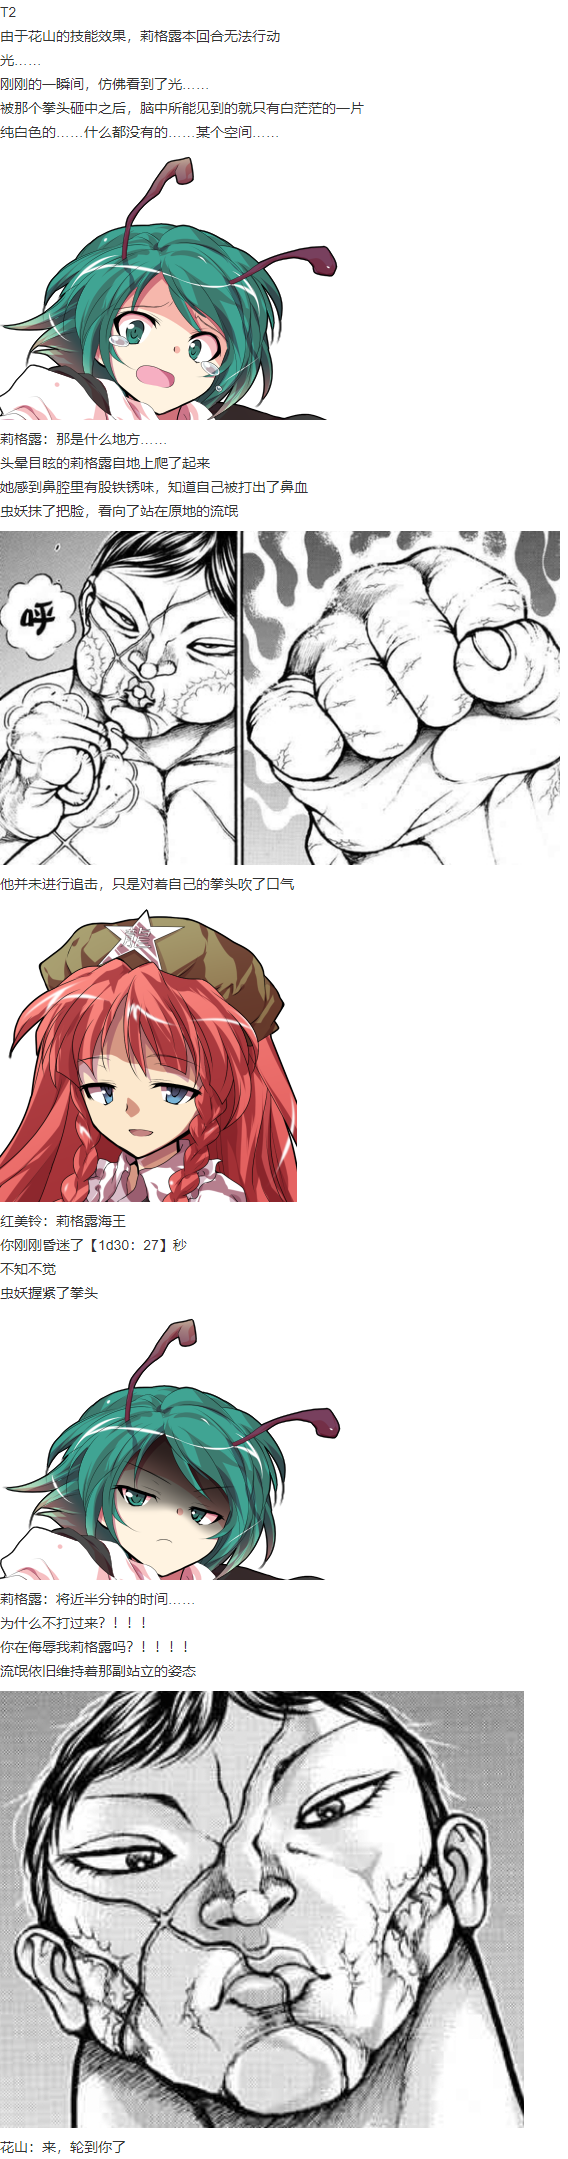 T2
由于花山的技能效果，莉格露本回合无法行动
光……
刚刚的一瞬间，仿佛看到了光……
被那个拳头砸中之后，脑中所能见到的就只有白茫茫的一片
纯白色的……什么都没有的……某个空间……
莉格露：那是什么地方……
头晕目眩的莉格露自地上爬了起来
她感到鼻腔里有股铁锈味，知道自己被打出了鼻血
虫妖抹了把脸，看向了站在原地的流氓
呼
他并未进行追击，只是对着自己的拳头吹了口气
红美铃：莉格露海王
你刚刚昏迷了【1d30：27】秒
不知不觉
虫妖握紧了拳头
莉格露：将近半分钟的时间……
为什么不打过来？！！！
你在侮辱我莉格露吗？！！！！
流氓依旧维持着那副站立的姿态
花山：来，轮到你了